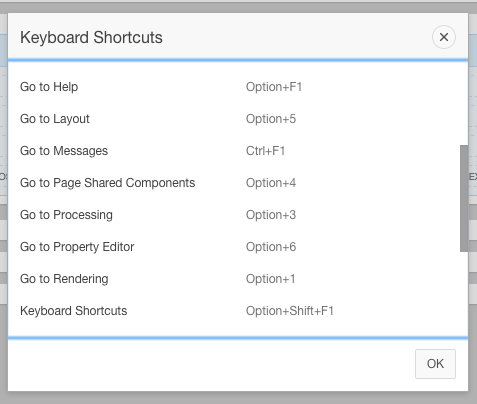 Keyboard Shortcuts
Go to Help Option+F1
Go to Layout Option+5
Go to Messages Ctrl+F1
Go to Page Shared Components Option+4
Go to Processing Option+3
Go to Property Editor Option+6
Go to Rendering Option+1
Keyboard Shortcuts Option+Shift+F1
OK